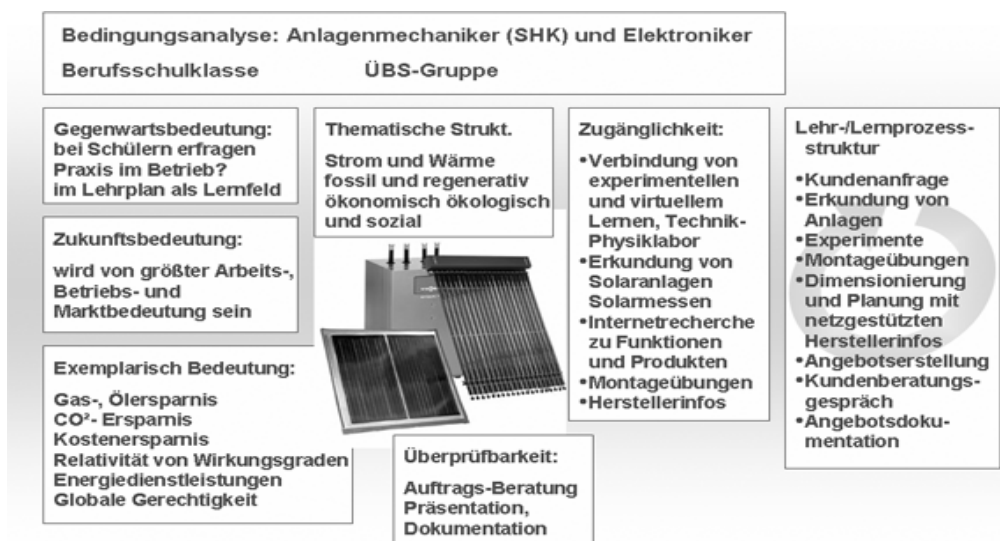 Bedingungsanalyse: Anlagenmechaniker (SHK) und Elektroniker
Berufsschulklasse ÜBS-Gruppe
Gegenwartsbedeutung:
bei Schülern erfragen
Praxis im Betrieb?
im Lehrplan als Lernfeld
Zukunftsbedeutung:
wird von größter Arbeits-,
Betriebs- und
Marktbedeutung sein
Exemplarisch Bedeutung:
Gas-, Ölersparnis
CO²- Ersparnis
Kostenersparnis
Relativität von Wirkungsgraden
Energiedienstleistungen
Globale Gerechtigkeit
Thematische Strukt.
Strom und Wärme
fossil und regenerativ
ökonomisch ökologisch
und sozial
Überprüfbarkeit:
Auftrags-Beratung
Präsentation,
Dokumentation
Zugänglichkeit:
•Verbindung von
experimentellen
und virtuellem
Lernen, Technik-
Physiklabor
•Erkundung von
Solaranlagen
Solarmessen
•Internetrecherche
zu Funktionen
und Produkten
•Montageübungen
•Herstellerinfos
Lehr-/Lernprozess-
struktur
•Kundenanfrage
•Erkundung von
Anlagen
•Experimente
•Montageübungen
•Dimensionierung
und Planung mit
netzgestützten
Herstellerinfos
•Angebotserstellung
•Kundenberatungs-
gespräch
•Angebotsdoku-
mentation